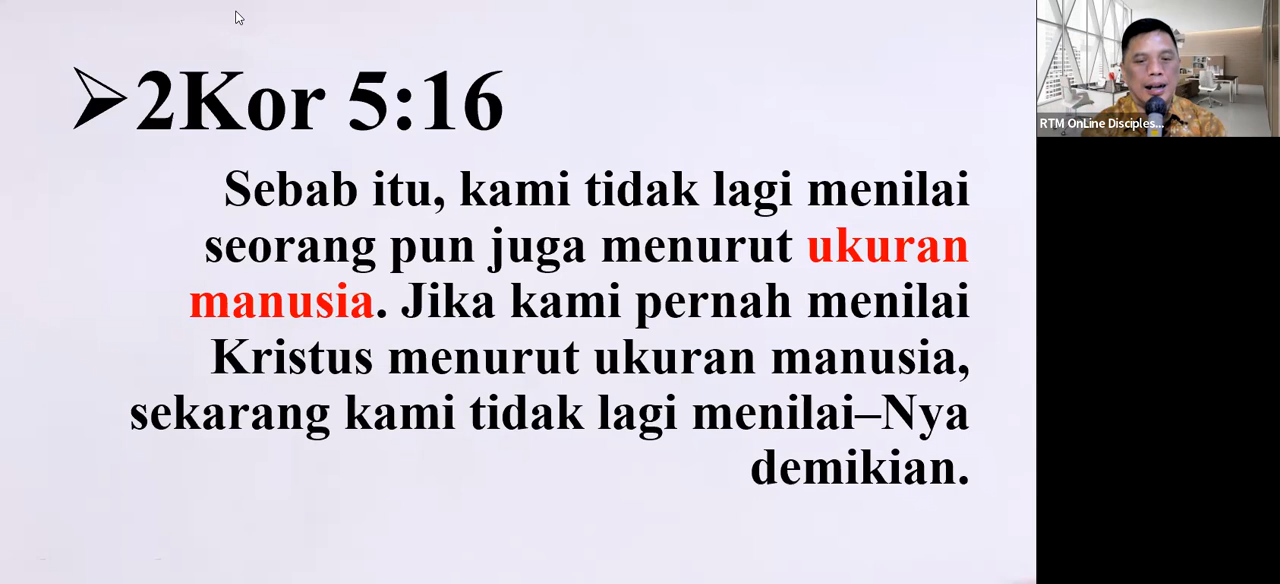 ➢2Kor 5:16
Sebab itu, kami tidak lagi menilai
seorang pun juga menurut ukuran
manusia. Jika kami pernah menilai
Kristus menurut ukuran manusia,
sekarang kami tidak lagi menilai–Nya
demikian.
RTM OnLine Disciples...